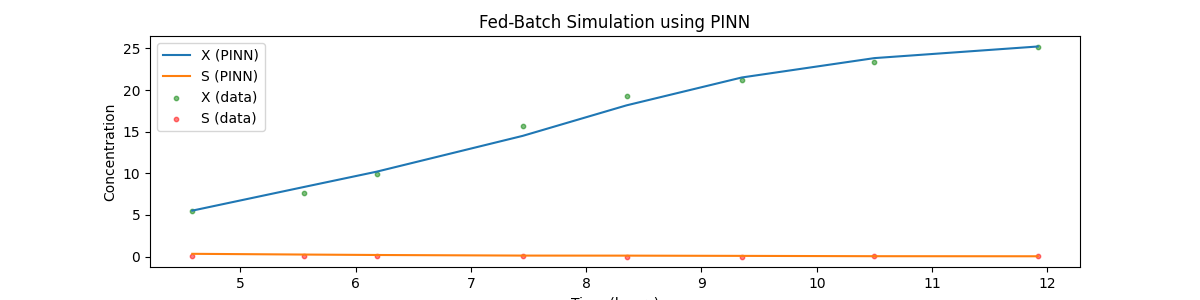 Fed-Batch Simulation using PINN
Concentration
25
20
15
10
5
0
X (PINN)
S (PINN)
X (data)
S (data)
5 6 7 8 9 10 11 12